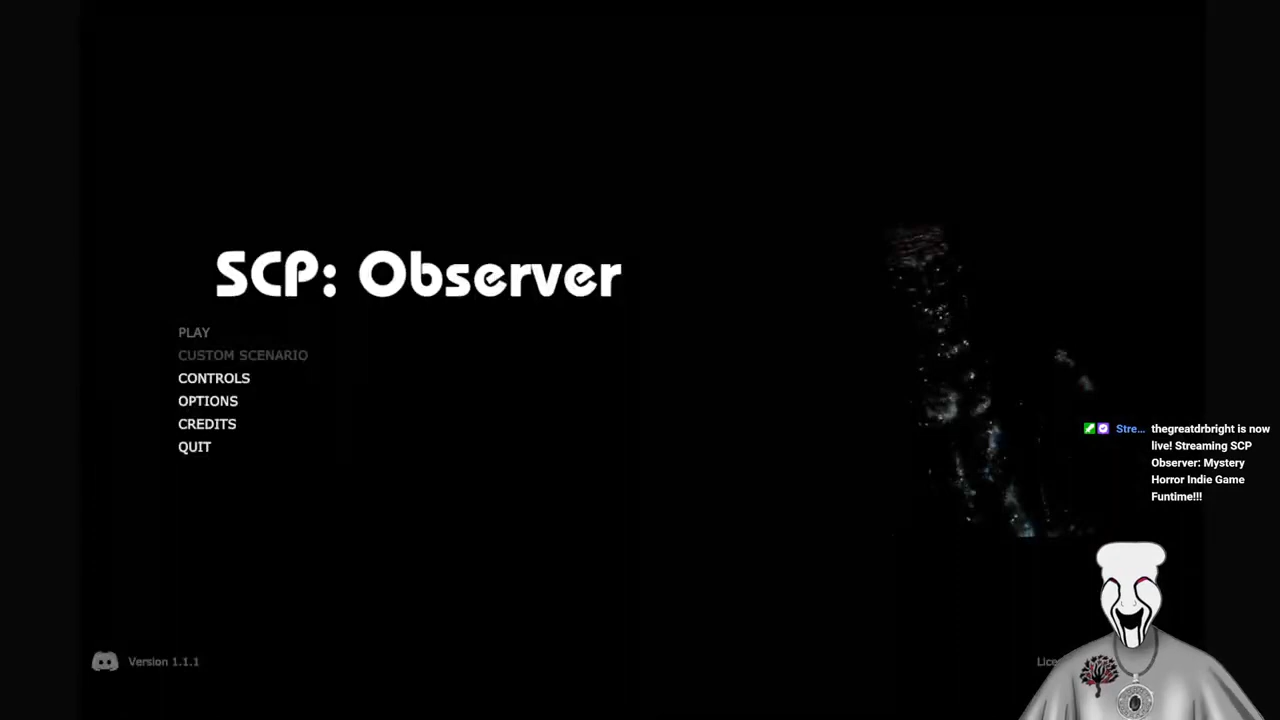 SCP: Observer
PLAY
CUSTOM SCENARIO
CONTROLS
OPTIONS
CREDITS
QUIT
Stre... thegreatdrbright is now
live! Streaming SCP
Observer: Mystery
Horror Indie Game
Funtime!!!
Version 1.1.1